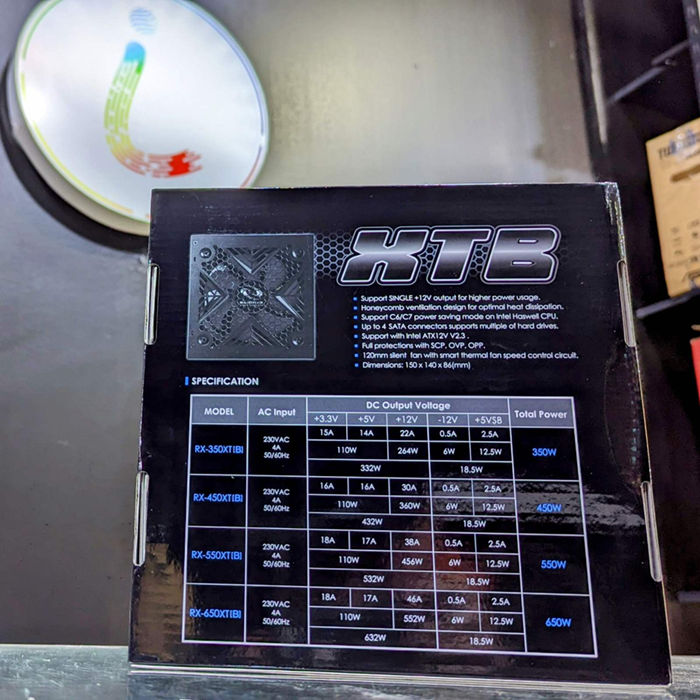 XTB
Support SINGLE +12V output for higher power usage.
Honeycomb ventilation design for optimal heat dissipation.
Support C6/C7 power saving mode on Intel Haswell CPU.
Up to 4 SATA connectors supports multiple of hard drives.
Support with Intel ATX12V V2.3 .
Full protections with SCP, OVP, OPP.
120mm silent fan with smart thermal fan speed control circuit.
Dimensions: 150 x 140 x 86(mm)
SPECIFICATION
MODEL AC Input DC Output Voltage Total Power
+3.3V +5V +12V -12V +5VSB
RX-350XT(B) 230VAC 4A 50/60Hz 15A 14A 22A 0.5A 2.5A 350W
110W 264W 6W 12.5W
332W 18.5W
RX-450XT(B) 230VAC 4A 50/60Hz 16A 16A 30A 0.5A 2.5A 450W
110W 360W 6W 12.5W
432W 18.5W
RX-550XT(B) 230VAC 4A 50/60Hz 18A 17A 38A 0.5A 2.5A 550W
110W 456W 6W 12.5W
532W 18.5W
RX-650XT(B) 230VAC 4A 50/60Hz 18A 17A 46A 0.5A 2.5A 650W
110W 552W 6W 12.5W
632W 18.5W